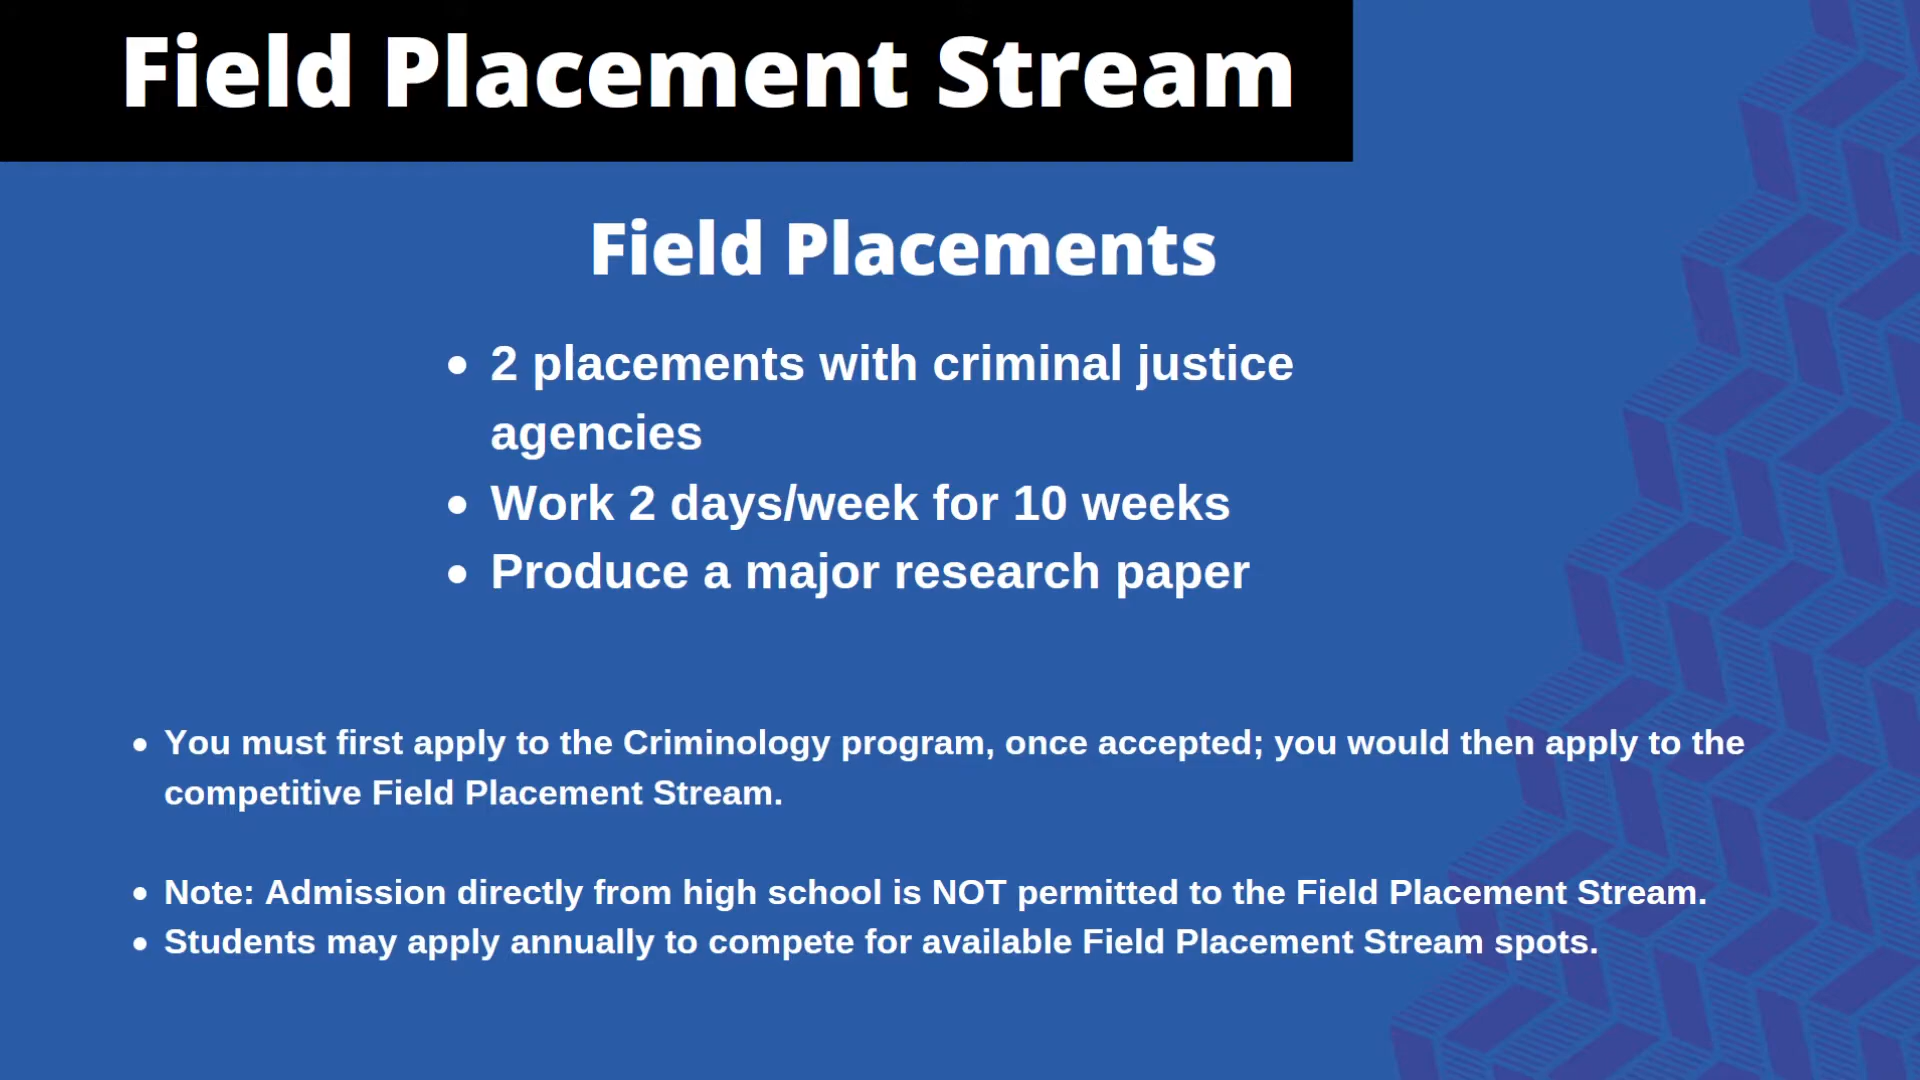 Field Placement Stream
Field Placements
• 2 placements with criminal justice
agencies
• Work 2 days/week for 10 weeks
• Produce a major research paper
• You must first apply to the Criminology program, once accepted; you would then apply to the
competitive Field Placement Stream.
• Note: Admission directly from high school is NOT permitted to the Field Placement Stream.
• Students may apply annually to compete for available Field Placement Stream spots.